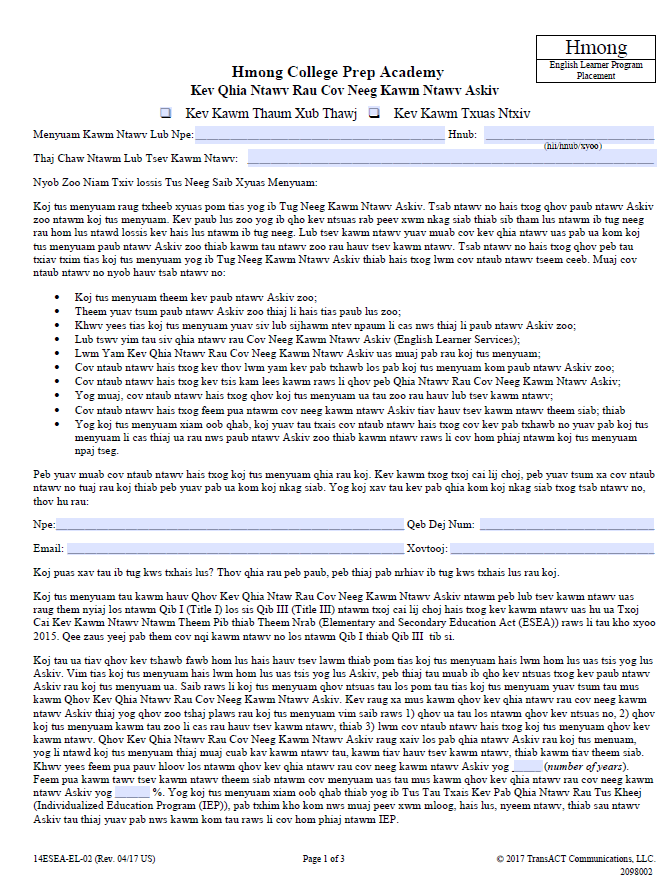 Hmong
English Learner Program
Placement
Hmong College Prep Academy
Kev Qhia Ntawv Rau Cov Neeg Kawm Ntawv Askiv
Kev Kawm Thaum Xub Thawj Kev Kawm Txuas Ntxiv
Menyuam Kawm Ntawv Lub Npe: Hnub:
(hli/hnub/xyoo)
Thaj Chaw Ntawm Lub Tsev Kawm Ntawv:
Nyob Zoo Niam Txiv lossis Tus Neeg Saib Xyuas Menyuam:
Koj tus menyuam raug txheeb xyuas pom tias yog ib Tug Neeg Kawm Ntawv Askiv. Tsab ntawv no hais txog qhov paub ntawv Askiv
zoo ntawm koj tus menyuam. Kev paub lus zoo yog ib qho kev ntsuas rab peev xwm nkag siab thiab sib tham lus ntawm ib tug neeg
rau hom lus ntawd lossis kev hais lus ntawm ib tug neeg. Lub tsev kawm ntawv yuav muab cov kev qhia ntawv uas pab ua kom koj
tus menyuam paub ntawv Askiv zoo thiab kawm tau ntawv zoo rau hauv tsev kawm ntawv. Tsab ntawv no hais txog qhov peb tau
txiav txim tias koj tus menyuam yog ib Tug Neeg Kawm Ntawv Askiv thiab hais txog lwm cov ntaub ntawv tseem ceeb. Muaj cov
ntaub ntawv no nyob hauv tsab ntawv no:
• Koj tus menyuam theem kev paub ntawv Askiv zoo;
• Theem yuav tsum paub ntawv Askiv zoo thiaj li hais tias paub lus zoo;
• Khwv yees tias koj tus menyuam yuav siv lub sijhawm ntev npaum li cas nws thiaj li paub ntawv Askiv zoo;
• Lub tswv yim tau siv qhia ntawv rau Cov Neeg Kawm Ntawv Askiv (English Learner Services);
• Lwm Yam Kev Qhia Ntawv Rau Cov Neeg Kawm Ntawv Askiv uas muaj pab rau koj tus menyuam;
• Cov ntaub ntawv hais txog kev thov lwm yam kev pab txhawb los pab koj tus menyuam kom paub ntawv Askiv zoo;
• Cov ntaub ntawv hais txog kev tsis kam lees kawm raws li qhov peb Qhia Ntawv Rau Cov Neeg Kawm Ntawv Askiv;
• Yog muaj, cov ntaub ntawv hais txog qhov koj tus menyuam ua tau zoo rau hauv lub tsev kawm ntawv;
• Cov ntaub ntawv hais txog feem pua ntawm cov neeg kawm ntawv Askiv tiav hauv tsev kawm ntawv theem siab; thiab
• Yog koj tus menyuam xiam oob qhab, koj yuav tau txais cov ntaub ntawv hais txog cov kev pab txhawb no yuav pab koj tus
menyuam li cas thiaj ua rau nws paub ntawv Askiv zoo thiab kawm ntawv raws li cov hom phiaj ntawm koj tus menyuam
npaj tseg.
Peb yuav muab cov ntaub ntawv hais txog koj tus menyuam qhia rau koj. Kev kawm txog txoj cai lij choj, peb yuav tsum xa cov ntaub
ntawv no tuaj rau koj thiab peb yuav pab ua kom koj nkag siab. Yog koj xav tau kev pab qhia kom koj nkag siab txog tsab ntawv no,
thov hu rau:
Npe: Qeb Dej Num:
Email: Xovtooj:
Koj puas xav tau ib tug kws txhais lus? Thov qhia rau peb paub, peb thiaj pab nrhiav ib tug kws txhais lus rau koj.
Koj tus menyuam tau kawm hauv Qhov Kev Qhia Ntaw Rau Cov Neeg Kawm Ntawv Askiv ntawm peb lub tsev kawm ntawv uas
raug them nyiaj los ntawm Qib I (Title I) los sis Qib III (Title III) ntawm txoj cai lij choj hais txog kev kawm ntawv uas hu ua Txoj
Cai Kev Kawm Ntawv Ntawm Theem Pib thiab Theem Nrab (Elementary and Secondary Education Act (ESEA)) raws li tau kho xyoo
2015. Qee zaus yeej pab them cov nqi kawm ntawv no los ntawm Qib I thiab Qib III tib si.
Koj tau ua tiav qhov kev tshawb fawb hom lus hais hauv tsev lawm thiab pom tias koj tus menyuam hais lwm hom lus uas tsis yog lus
Askiv. Vim tias koj tus menyuam hais lwm hom lus uas tsis yog lus Askiv, peb thiaj tau muab ib qho kev ntsuas txog kev paub ntawv
Askiv rau koj tus menyuam ua. Saib raws li koj tus menyuam qhov ntsuas tau los pom tau tias koj tus menyuam yuav tsum tau mus
kawm Qhov Kev Qhia Ntawv Rau Cov Neeg Kawm Ntawv Askiv. Kev raug xa mus kawm qhov kev qhia ntawv rau cov neeg kawm
ntawv Askiv thiaj yog qhov zoo tshaj plaws rau koj tus menyuam vim saib raws 1) qhov ua tau los ntawm qhov kev ntsuas no, 2) qhov
koj tus menyuam kawm tau zoo li cas rau hauv tsev kawm ntawv, thiab 3) lwm cov ntaub ntawv hais txog koj tus menyuam qhov kev
kawm ntawv. Qhov Kev Qhia Ntawv Rau Cov Neeg Kawm Ntawv Askiv raug xaiv los pab qhia ntawv Askiv rau koj tus menyuam,
yog li ntawd koj tus menyuam thiaj muaj cuab kav kawm ntawv tau, kawm tiav hauv tsev kawm ntawv, thiab kawm tiav theem siab.
Khwv yees feem pua pauv hloov los ntawm qhov kev qhia ntawv rau cov neeg kawm ntawv Askiv yog _____ (number of years).
Feem pua kawm tawv tsev kawm ntawv theem siab ntawm cov menyuam uas tau mus kawm qhov kev qhia ntawv rau cov neeg kawm
ntawv Askiv yog ______ %. Yog koj tus menyuam xiam oob qhab thiab yog ib Tus Tau Txais Kev Pab Qhia Ntawv Rau Tus Kheej
(Individualized Education Program (IEP)), pab txhim kho kom nws muaj peev xwm mloog, hais lus, nyeem ntawv, thiab sau ntawv
Askiv tau thiaj yuav pab nws kawm kom tau raws li cov hom phiaj ntawm IEP.
14ESEA-EL-02 (Rev. 04/17 US) Page 1 of 3 © 2017 TransACT Communications, LLC.
2098002